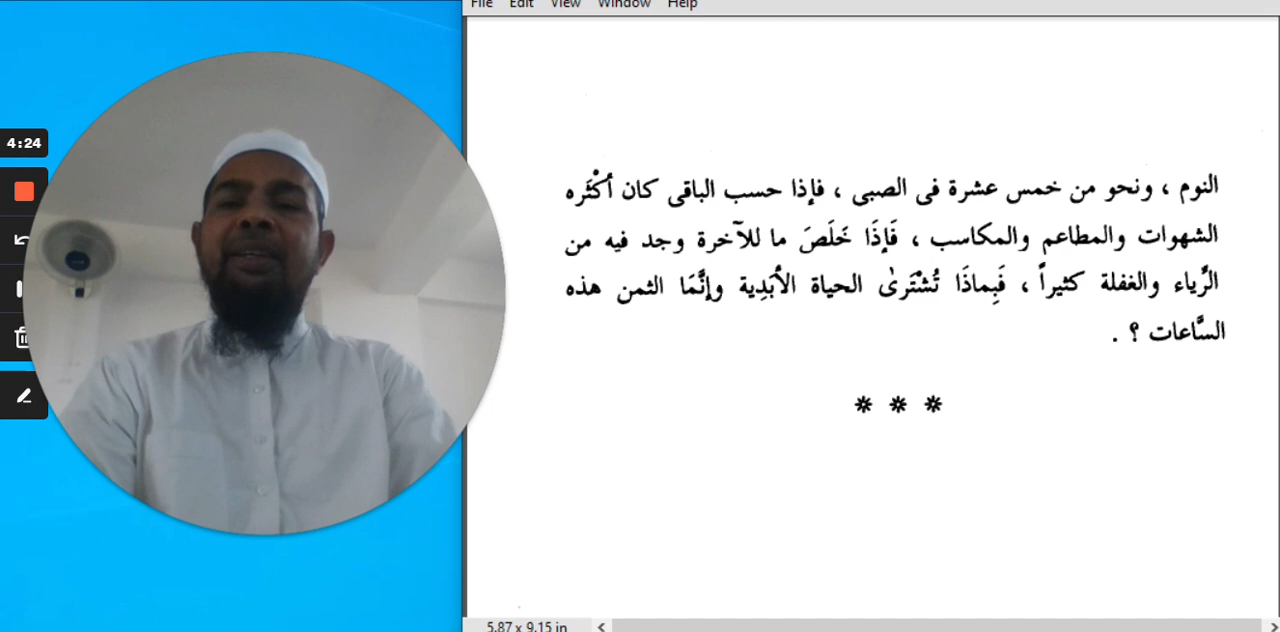 File Edit View Window Help
4:24
النوم ، ونحو من خمس عشرة فى الصبى ، فإذا حسب الباقى كان أكْثَره
الشهوات والمطاعم والمكاسب ، فَإِذَا خَلَصَ ما للآخرة وجد فيه من
الرِّياء والغفلة كثيراً ، فَبِماذَا تُشْتَرىٰ الحياة الأبَدِية وإنَّمَا الثمن هذه
السَّاعات ؟ .
* * *
5.87 x 9.15 in